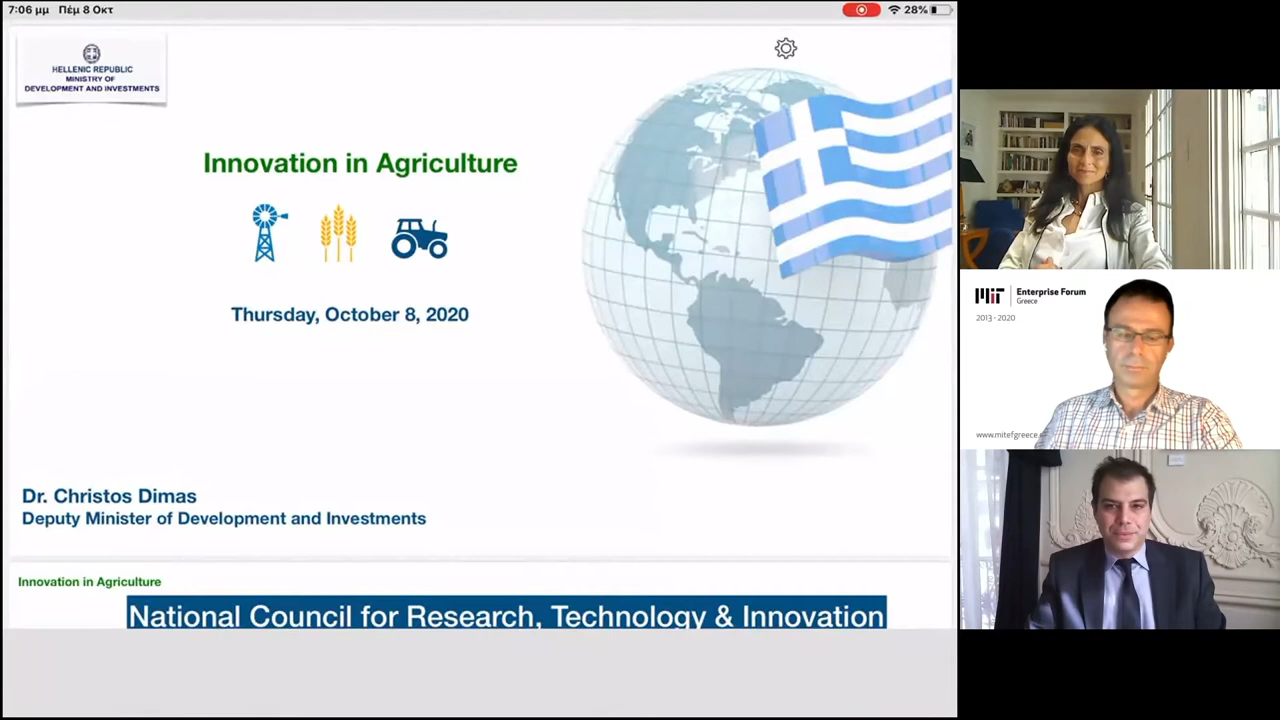 7:06 μμ Πέμ 8 Οκτ
28%
HELLENIC REPUBLIC
MINISTRY OF
DEVELOPMENT AND INVESTMENTS
Innovation in Agriculture
Thursday, October 8, 2020
Dr. Christos Dimas
Deputy Minister of Development and Investments
Innovation in Agriculture
National Council for Research, Technology & Innovation
MIT Enterprise Forum
Greece
2013 - 2020
www.mitefgreece